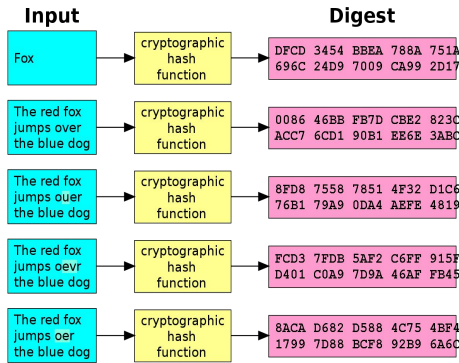 Input
Digest
Fox
cryptographic
hash
function
DFCD 3454 BBEA 788A 751A
696C 24D9 7009 CA99 2D17
The red fox
jumps over
the blue dog
cryptographic
hash
function
0086 46BB FB7D CBE2 823C
ACC7 6CD1 90B1 EE6E 3ABC
The red fox
jumps ouer
the blue dog
cryptographic
hash
function
8FD8 7558 7851 4F32 D1C6
76B1 79A9 0DA4 AEFE 4819
The red fox
jumps oevr
the blue dog
cryptographic
hash
function
FCD3 7FDB 5AF2 C6FF 915F
D401 C0A9 7D9A 46AF FB45
The red fox
jumps oer
the blue dog
cryptographic
hash
function
8ACA D682 D588 4C75 4BF4
1799 7D88 BCF8 92B9 6A6C